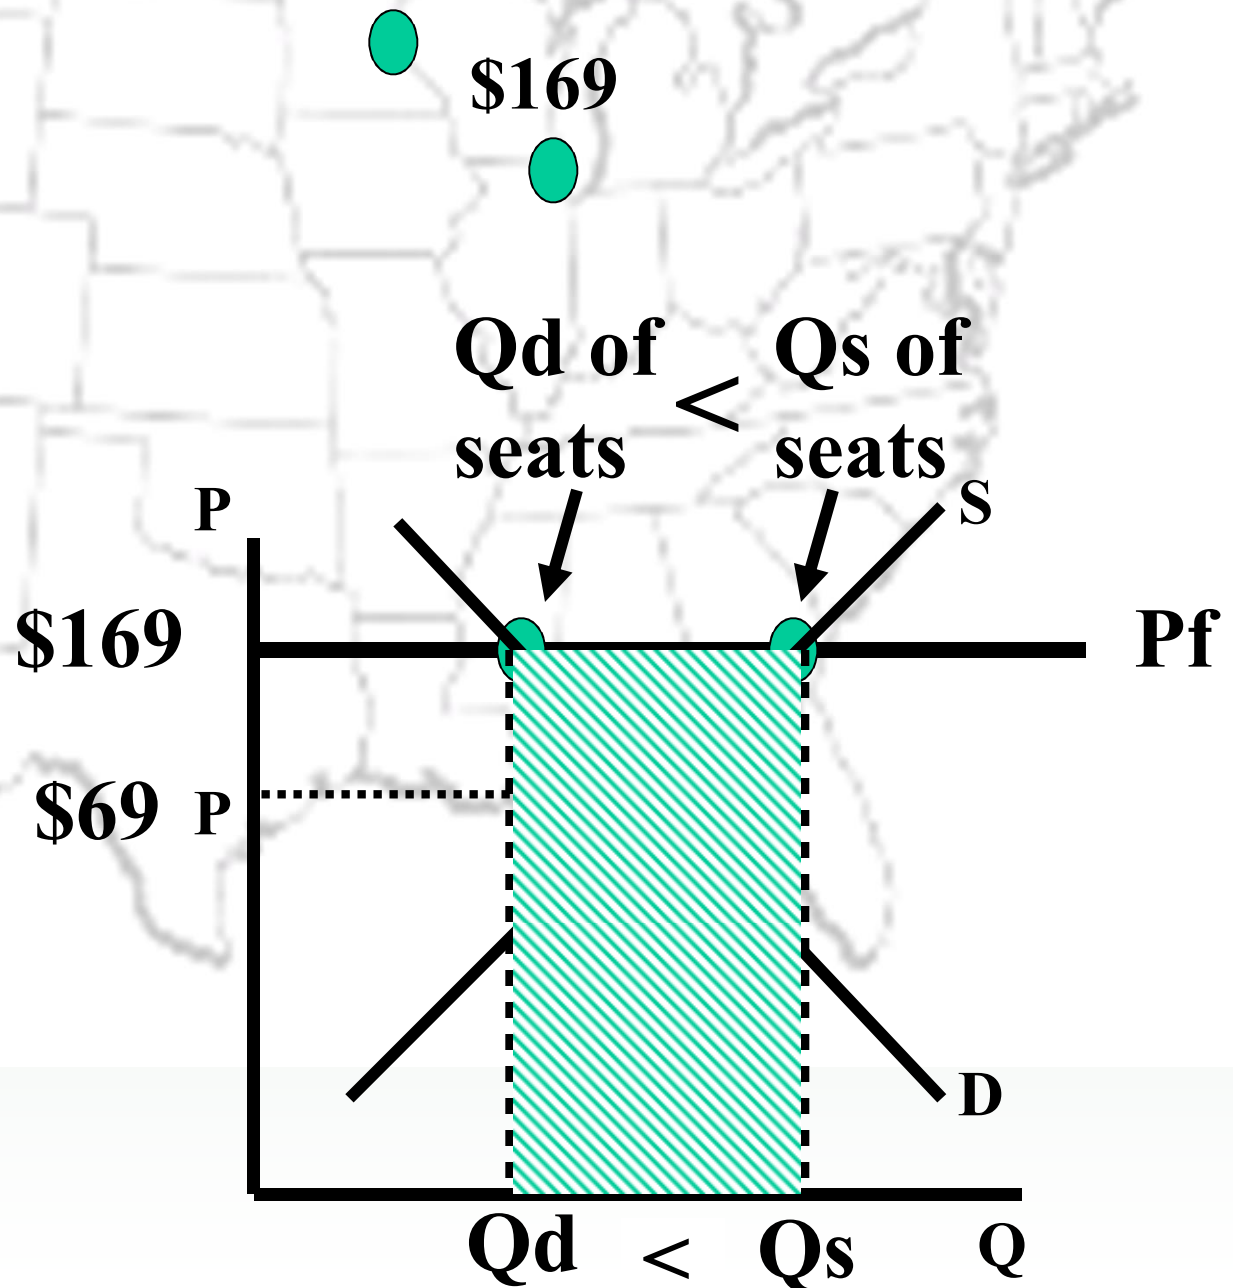 $169
Qd of < Qs of
seats seats
P
S
$169
Pf
$69 P
D
Qd < Qs Q